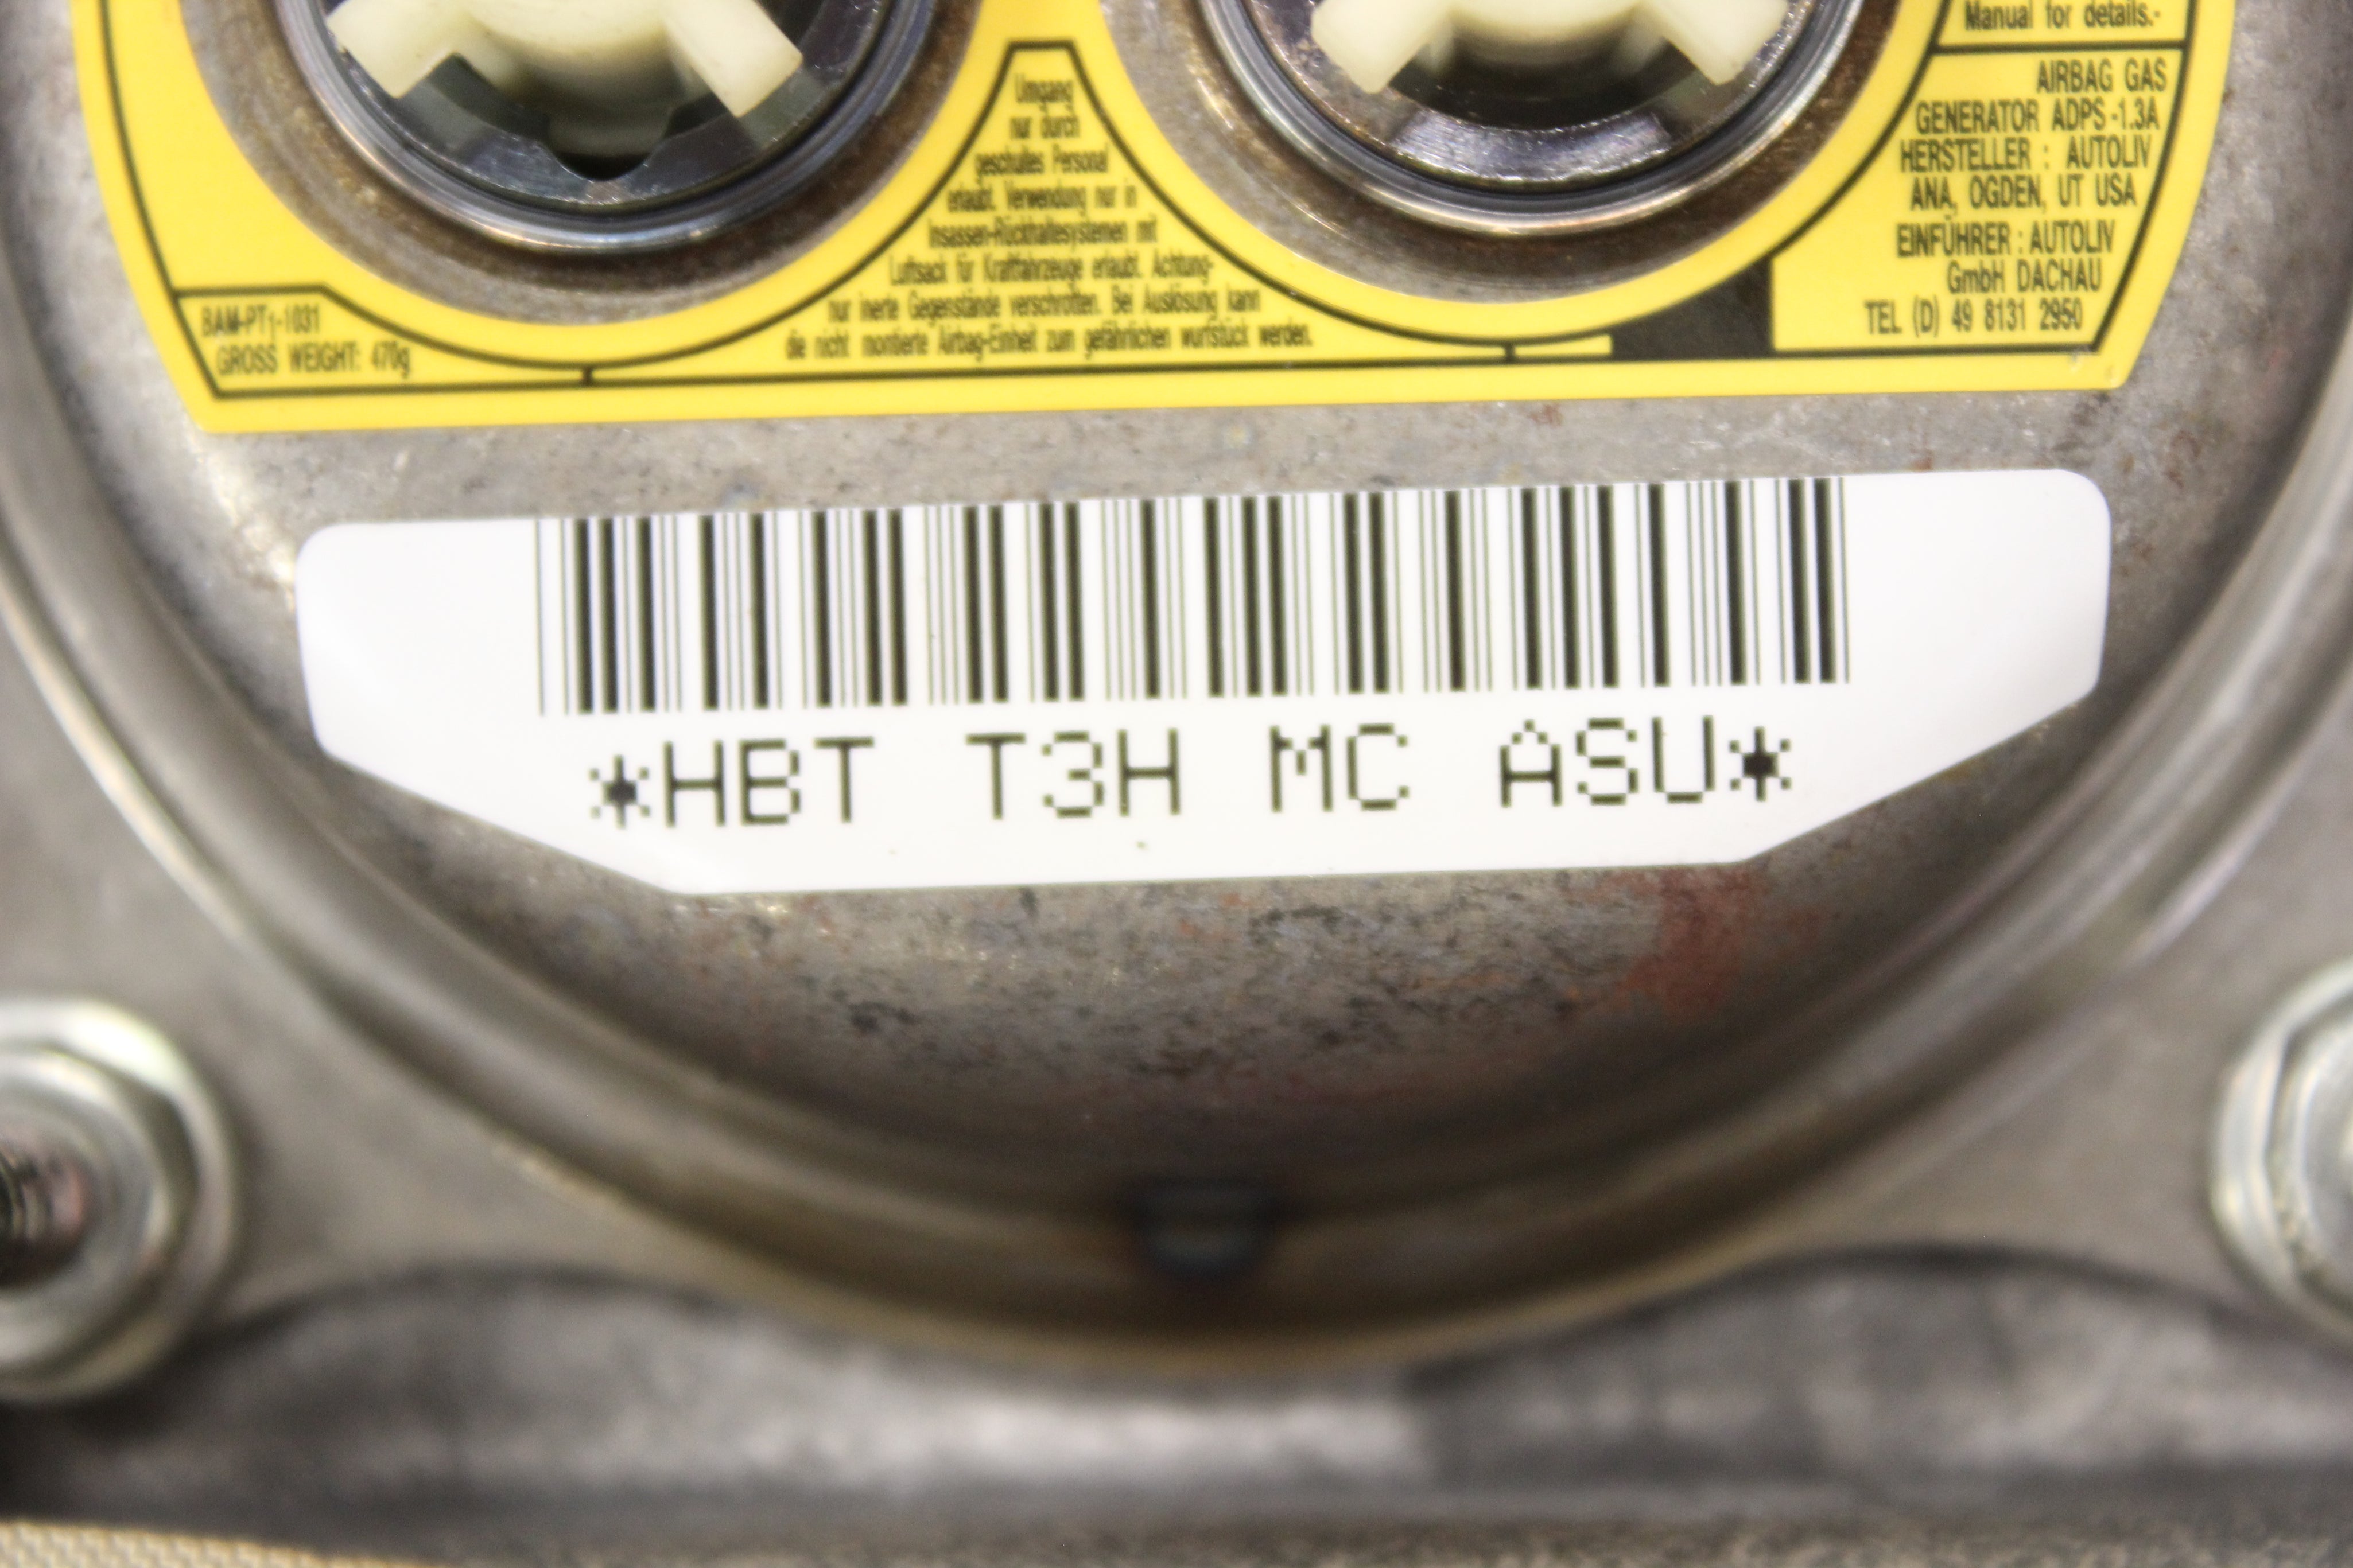 Manual for details.-
AIRBAG GAS
GENERATOR ADPS-1.3A
HERSTELLER : AUTOLIV
ANA, OGDEN, UT USA
EINFÜHRER : AUTOLIV
GmbH DACHAU
TEL (D) 49 8131 2950
Umgang
nur durch
geschultes Personal
erlaubt. Verwendung nur in
Insassen-Rückhaltesystemen mit
Luftsack für Kraftfahrzeuge erlaubt. Achtung-
nur inerte Gegenstände verschrotten. Bei Auslösung kann
die nicht montierte Airbag-Einheit zum gefährlichen wurfstück werden.
BAM-PT1-1031
GROSS WEIGHT: 470g
*HBT T3H MC ASU*